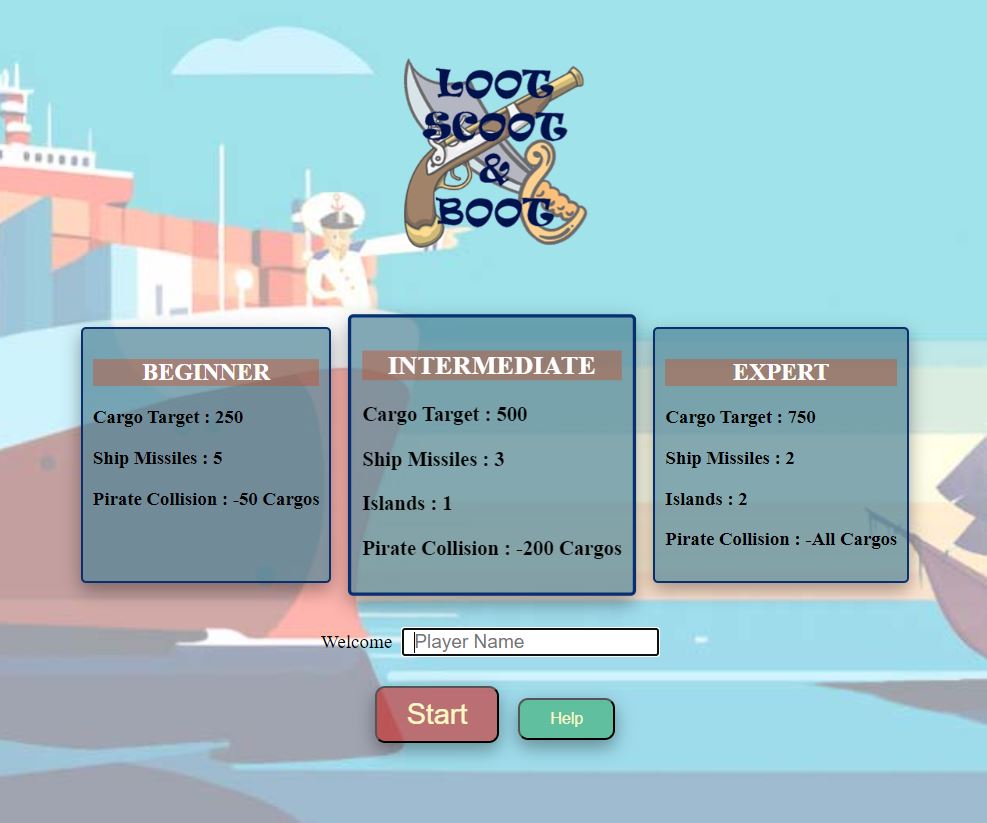 LOOT
SCOOT
&
BOOT
BEGINNER
Cargo Target : 250
Ship Missiles : 5
Pirate Collision : -50 Cargos
INTERMEDIATE
Cargo Target : 500
Ship Missiles : 3
Islands : 1
Pirate Collision : -200 Cargos
EXPERT
Cargo Target : 750
Ship Missiles : 2
Islands : 2
Pirate Collision : -All Cargos
Welcome Player Name
Start Help